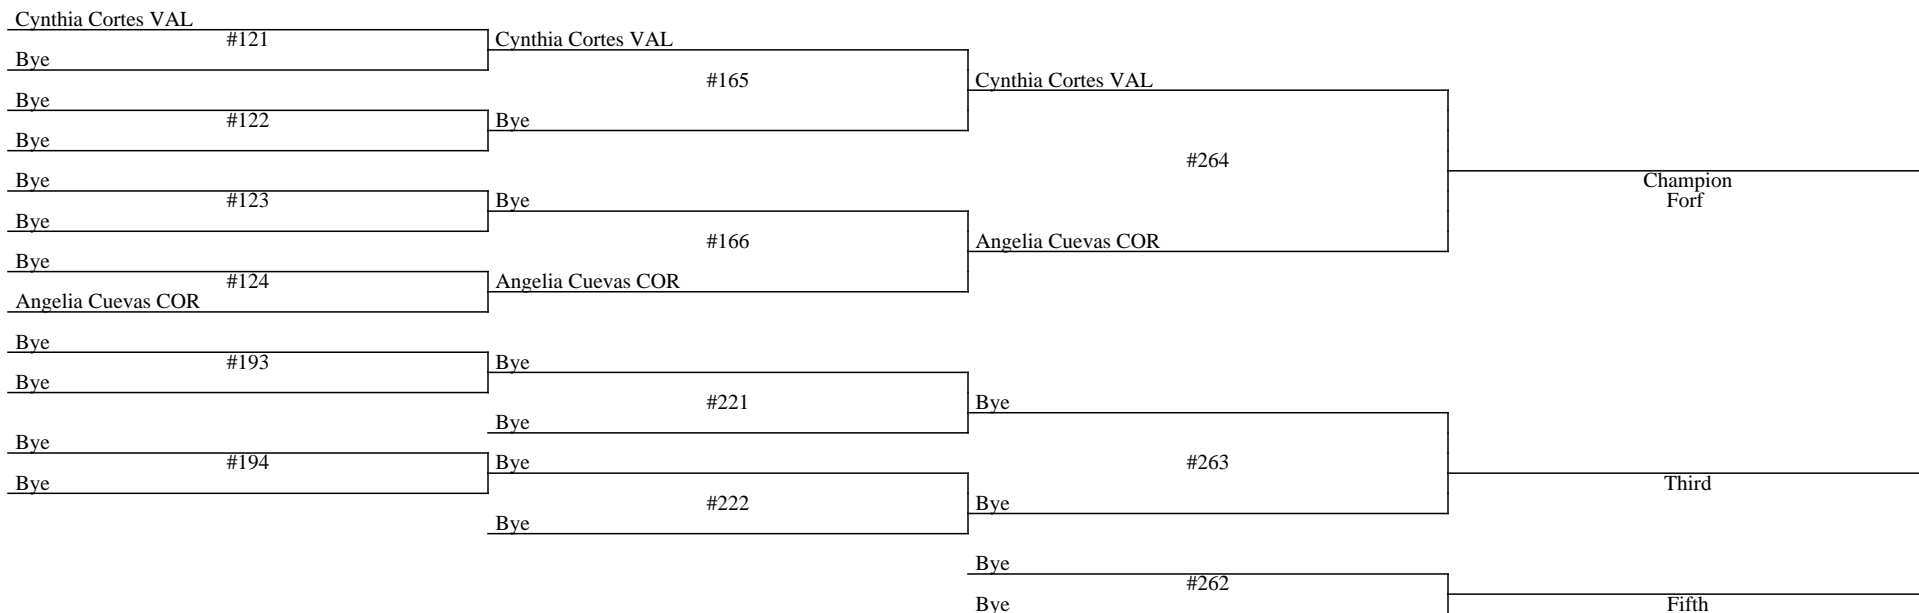 Cynthia Cortes VAL
#121
Bye
Bye
#122
Bye
Bye
#123
Bye
Bye
#124
Angelia Cuevas COR
Bye
#193
Bye
Bye
#194
Bye
Cynthia Cortes VAL
#165
Bye
Bye
#166
Angelia Cuevas COR
Bye
#221
Bye
Bye
#222
Bye
Cynthia Cortes VAL
#264
Angelia Cuevas COR
Bye
#263
Bye
Bye
#262
Bye
Champion
Forf
Third
Fifth